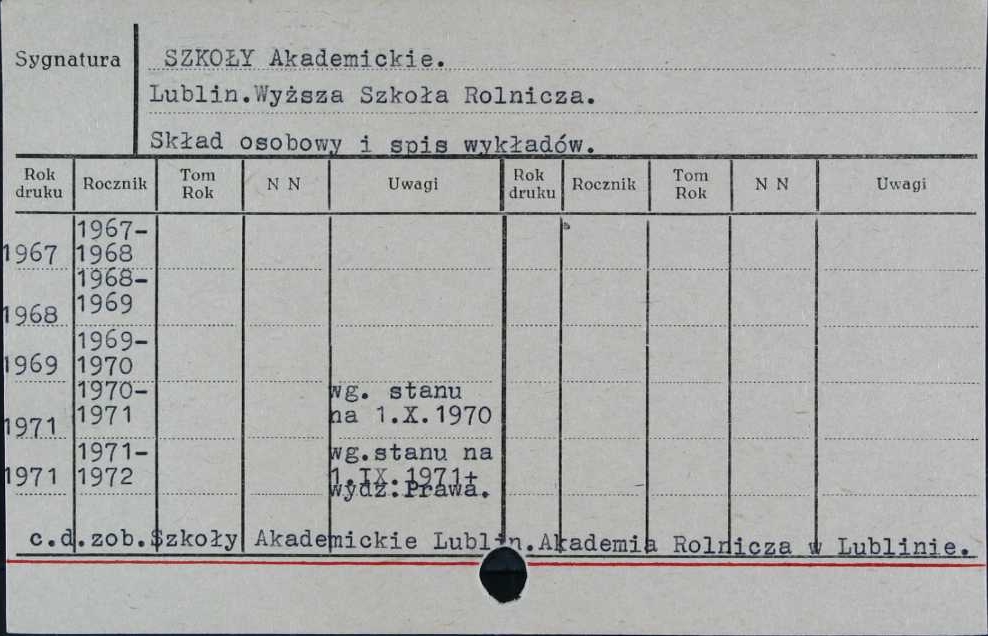 Sygnatura
SZKOŁY Akademickie.
Lublin.Wyższa Szkoła Rolnicza.
Skład osobowy i spis wykładów.
Rok druku Rocznik Tom Rok N N Uwagi Rok druku Rocznik Tom Rok N N Uwagi
1967-
1967 1968
1968-
1968 1969
1969-
1969 1970
1970- wg. stanu
1971 1971 na 1.X.1970
1971- wg.stanu na
1971 1972 1.IX.1971+
wydz.Prawa.
c.d.zob.Szkoły Akademickie Lublin.Akademia Rolnicza w Lublinie.